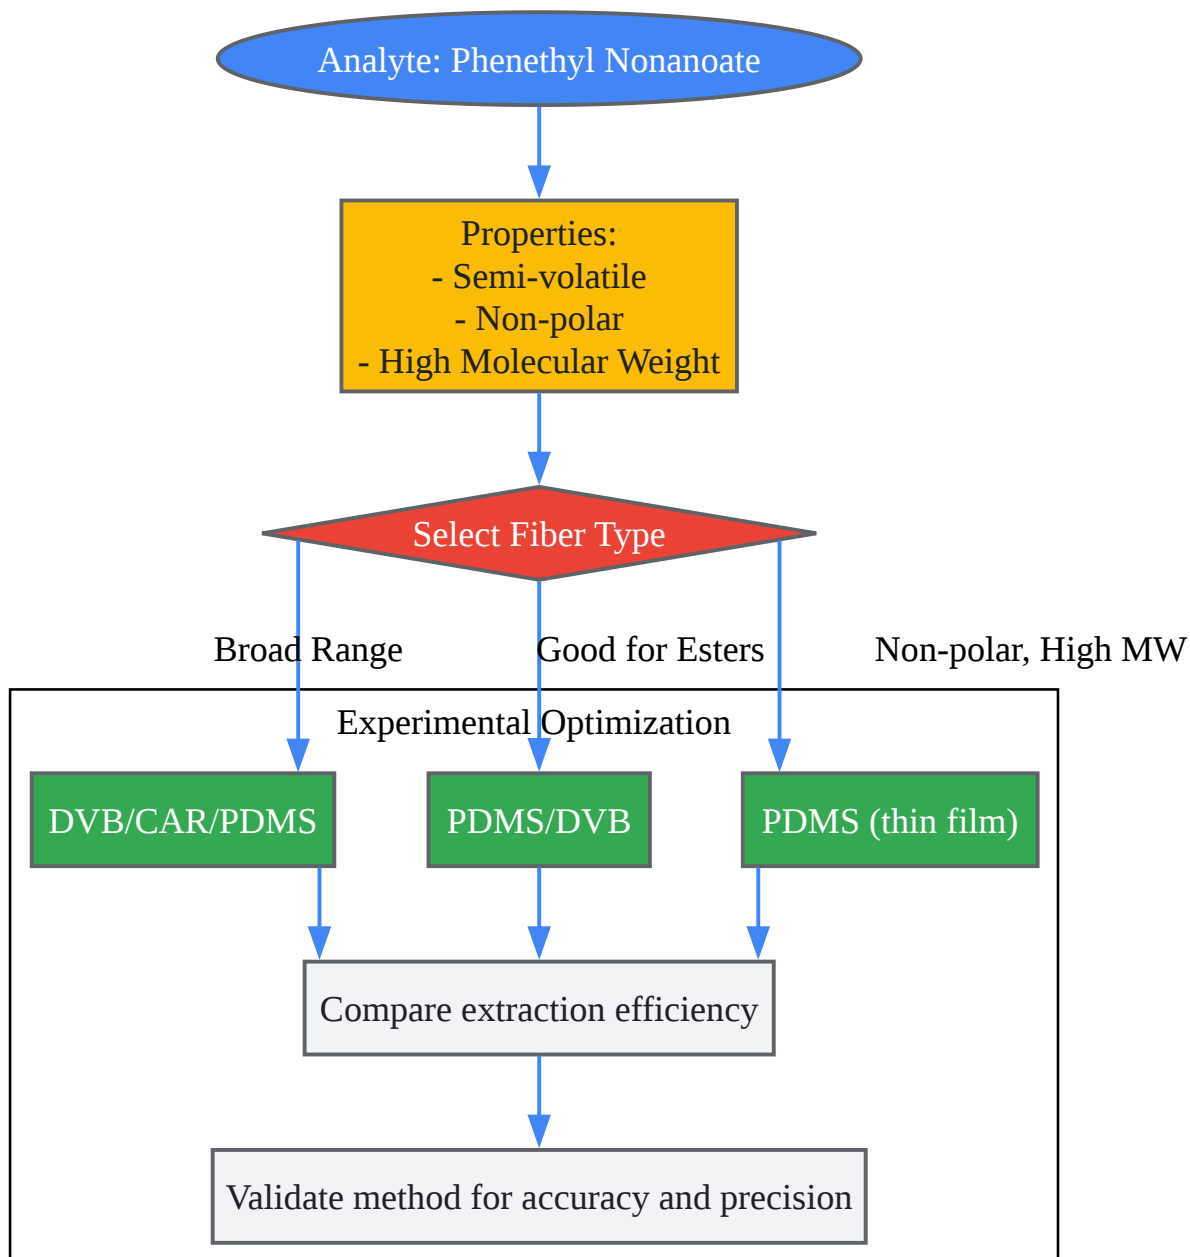 Analyte: Phenethyl Nonanoate
Properties:
- Semi-volatile
- Non-polar
- High Molecular Weight
Select Fiber Type
Broad Range
Good for Esters
Non-polar, High MW
Experimental Optimization
DVB/CAR/PDMS
PDMS/DVB
PDMS (thin film)
Compare extraction efficiency
Validate method for accuracy and precision